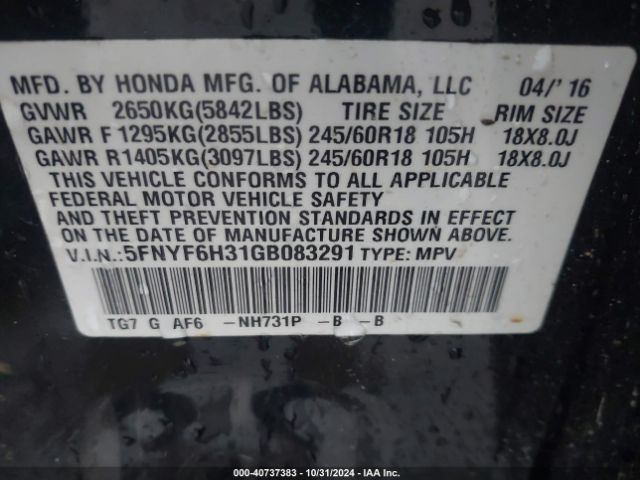 MFD. BY HONDA MFG. OF ALABAMA, LLC 04/'16
GVWR 2650KG(5842LBS) TIRE SIZE RIM SIZE
GAWR F 1295KG(2855LBS) 245/60R18 105H 18X8.0J
GAWR R 1405KG(3097LBS) 245/60R18 105H 18X8.0J
THIS VEHICLE CONFORMS TO ALL APPLICABLE
FEDERAL MOTOR VEHICLE SAFETY
AND THEFT PREVENTION STANDARDS IN EFFECT
ON THE DATE OF MANUFACTURE SHOWN ABOVE.
V.I.N.:5FNYF6H31GB083291 TYPE: MPV
TG7 G AF6 -NH731P -B -B
000-40737383 - 10/31/2024 - IAA Inc.